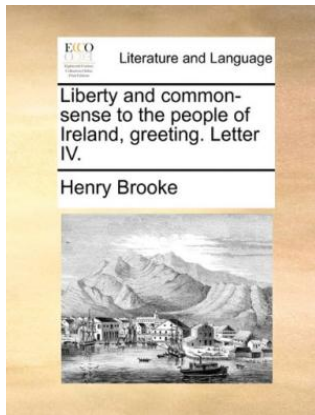 ECCO
Literature and Language
Liberty and common-
sense to the people of
Ireland, greeting. Letter
IV.
Henry Brooke